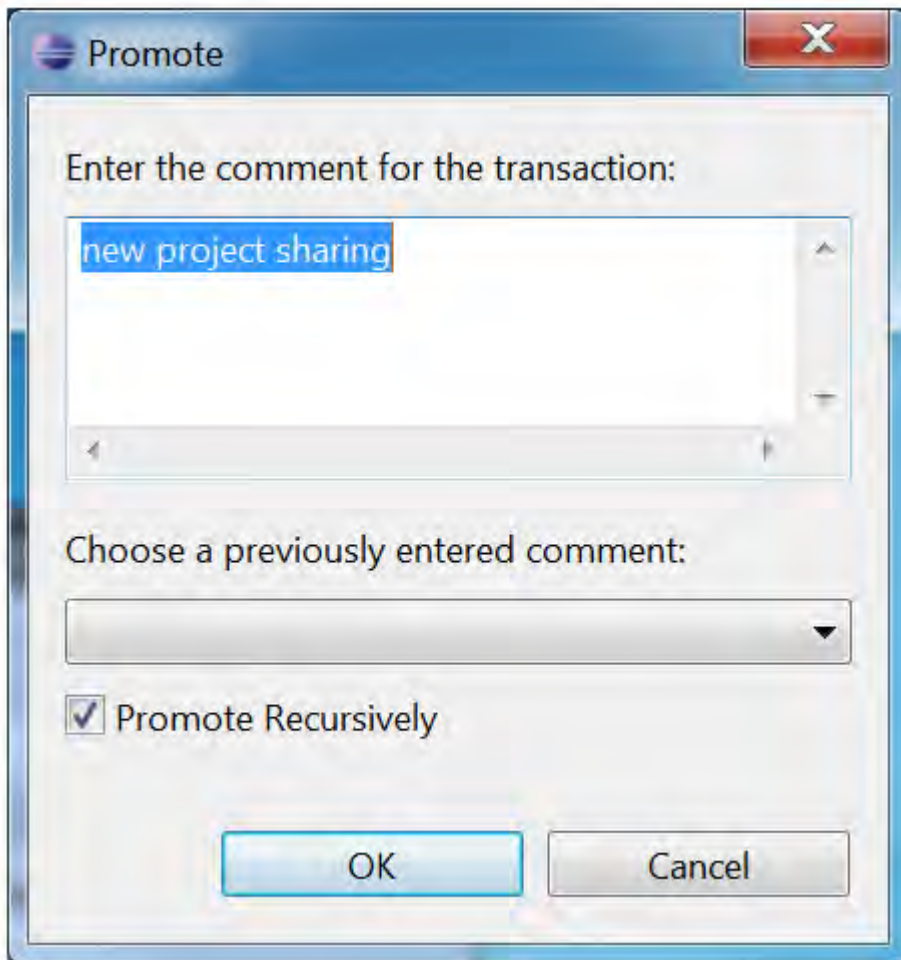 Promote
Enter the comment for the transaction:
new project sharing
Choose a previously entered comment:
Promote Recursively
OK
Cancel